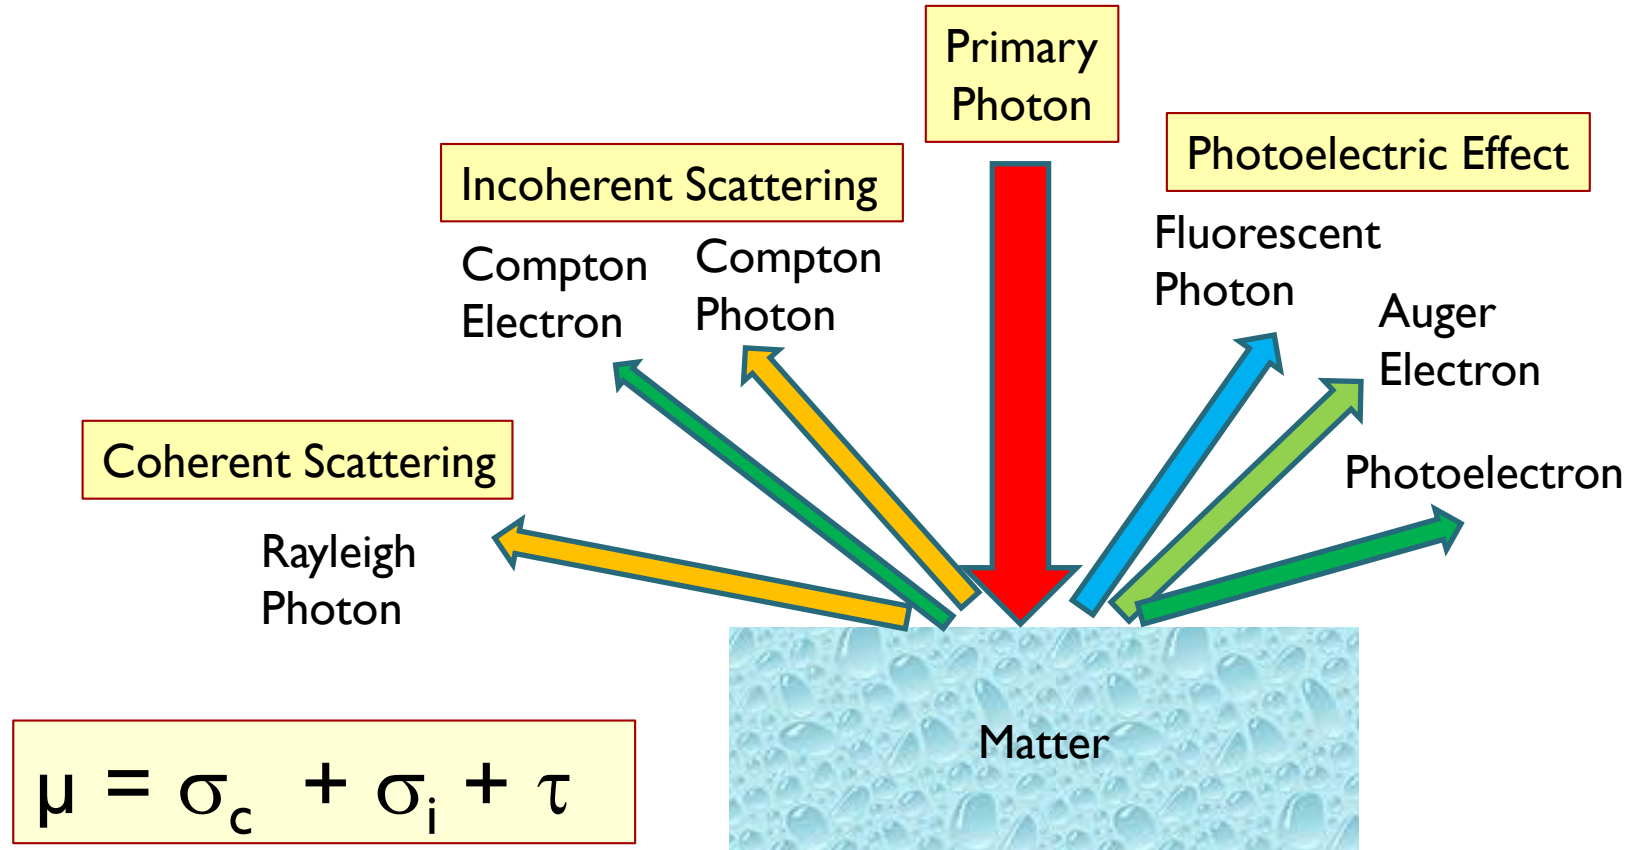 Primary
Photon
Photoelectric Effect
Incoherent Scattering
Fluorescent
Photon
Compton
Electron
Compton
Photon
Auger
Electron
Coherent Scattering
Photoelectron
Rayleigh
Photon
Matter
μ = σc + σi + τ